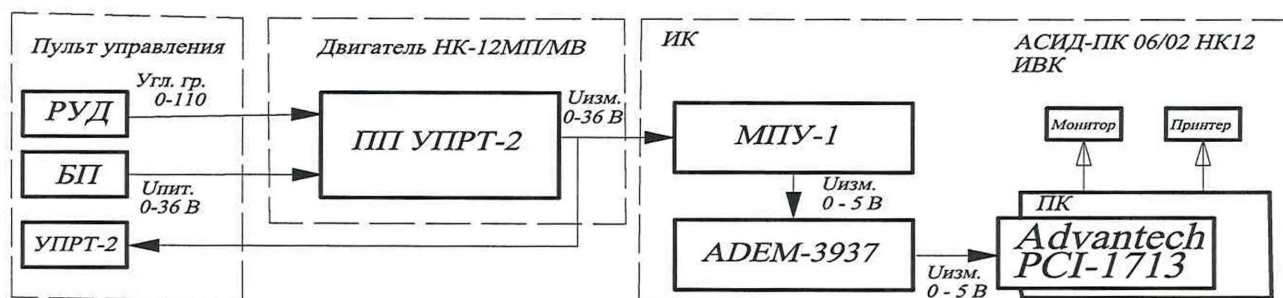 Пульт управления
РУД
Угл. гр.
0-110
БП
Uпит.
0-36 В
УПРТ-2
Двигатель НК-12МП/МВ
ПП УПРТ-2
Uизм.
0-36 В
ИК
МПУ-1
Uизм.
0 - 5 В
ADEM-3937
Uизм.
0 - 5 В
АСИД-ПК 06/02 НК12
ИВК
Монитор
Принтер
ПК
Advantech
PCI-1713